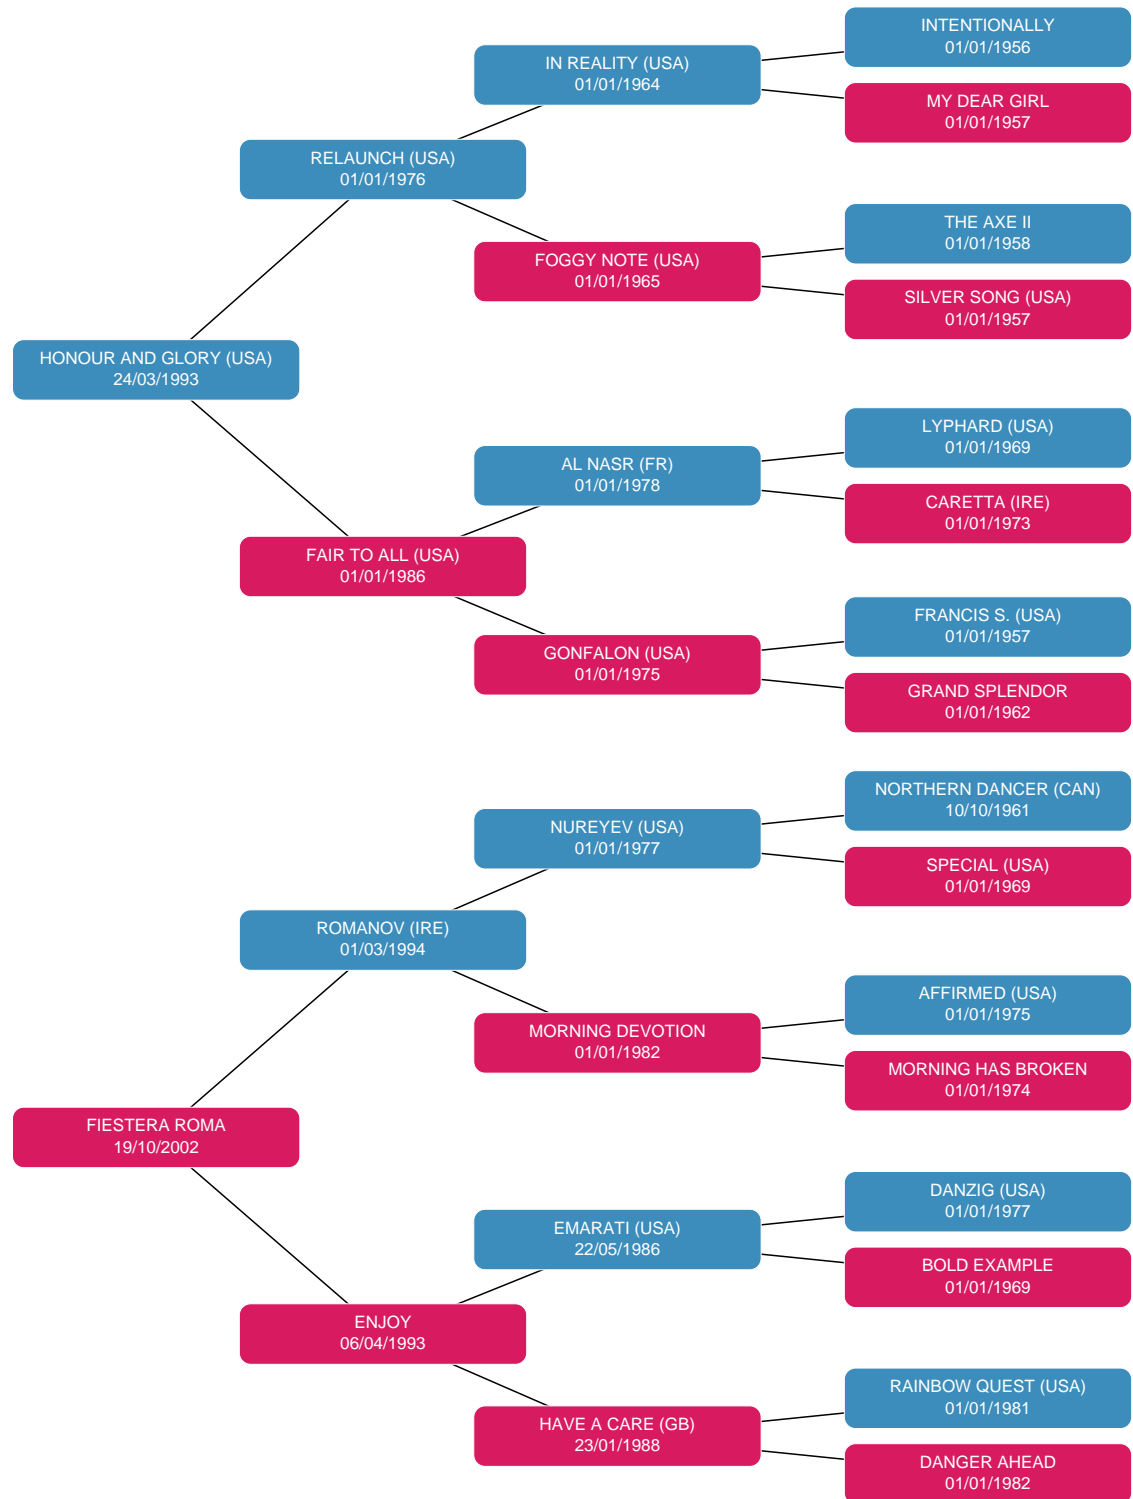 INTENTIONALLY
01/01/1956
IN REALITY (USA)
01/01/1964
MY DEAR GIRL
01/01/1957
RELAUNCH (USA)
01/01/1976
THE AXE II
01/01/1958
FOGGY NOTE (USA)
01/01/1965
SILVER SONG (USA)
01/01/1957
HONOUR AND GLORY (USA)
24/03/1993
LYPHARD (USA)
01/01/1969
AL NASR (FR)
01/01/1978
CARETTA (IRE)
01/01/1973
FAIR TO ALL (USA)
01/01/1986
FRANCIS S. (USA)
01/01/1957
GONFALON (USA)
01/01/1975
GRAND SPLENDOR
01/01/1962
NORTHERN DANCER (CAN)
10/10/1961
NUREYEV (USA)
01/01/1977
SPECIAL (USA)
01/01/1969
ROMANOV (IRE)
01/03/1994
AFFIRMED (USA)
01/01/1975
MORNING DEVOTION
01/01/1982
MORNING HAS BROKEN
01/01/1974
FIESTERA ROMA
19/10/2002
DANZIG (USA)
01/01/1977
EMARATI (USA)
22/05/1986
BOLD EXAMPLE
01/01/1969
ENJOY
06/04/1993
RAINBOW QUEST (USA)
01/01/1981
HAVE A CARE (GB)
23/01/1988
DANGER AHEAD
01/01/1982